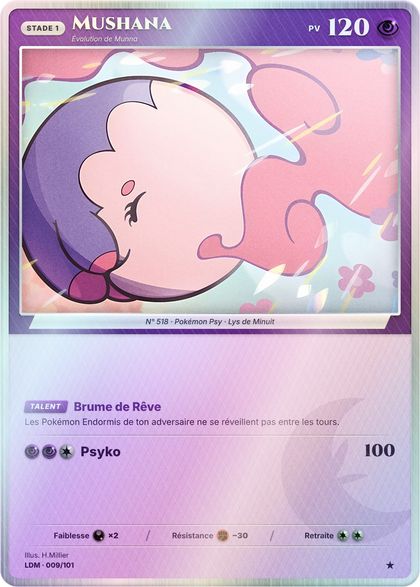 STADE 1
MUSHANA
Évolution de Munna
PV 120
N° 518 · Pokémon Psy · Lys de Minuit
TALENT Brume de Rêve
Les Pokémon Endormis de ton adversaire ne se réveillent pas entre les tours.
Psyko 100
Faiblesse ×2 / Résistance −30 / Retraite
Illus. H.Millier
LDM · 009/101